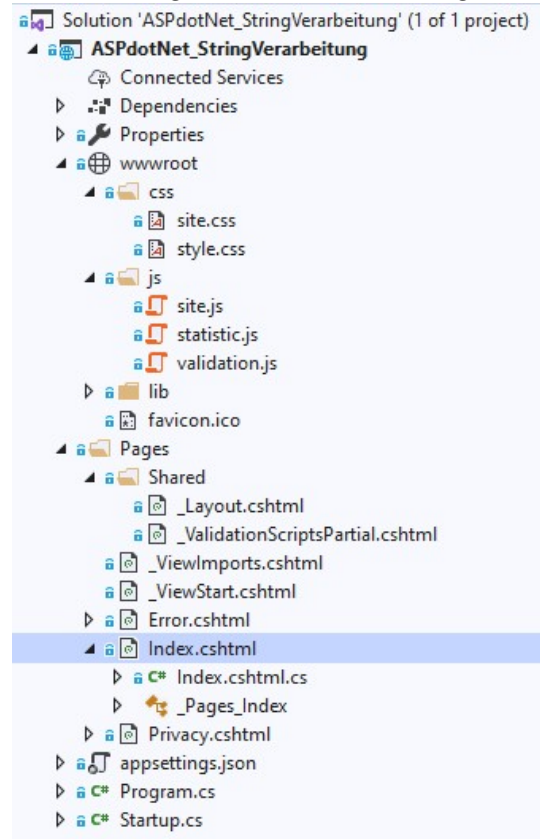 Solution 'ASPdotNet_StringVerarbeitung' (1 of 1 project)
ASPdotNet_StringVerarbeitung
Connected Services
Dependencies
Properties
wwwroot
css
site.css
style.css
js
site.js
statistic.js
validation.js
lib
favicon.ico
Pages
Shared
_Layout.cshtml
_ValidationScriptsPartial.cshtml
_ViewImports.cshtml
_ViewStart.cshtml
Error.cshtml
Index.cshtml
C# Index.cshtml.cs
_Pages_Index
Privacy.cshtml
appsettings.json
C# Program.cs
C# Startup.cs